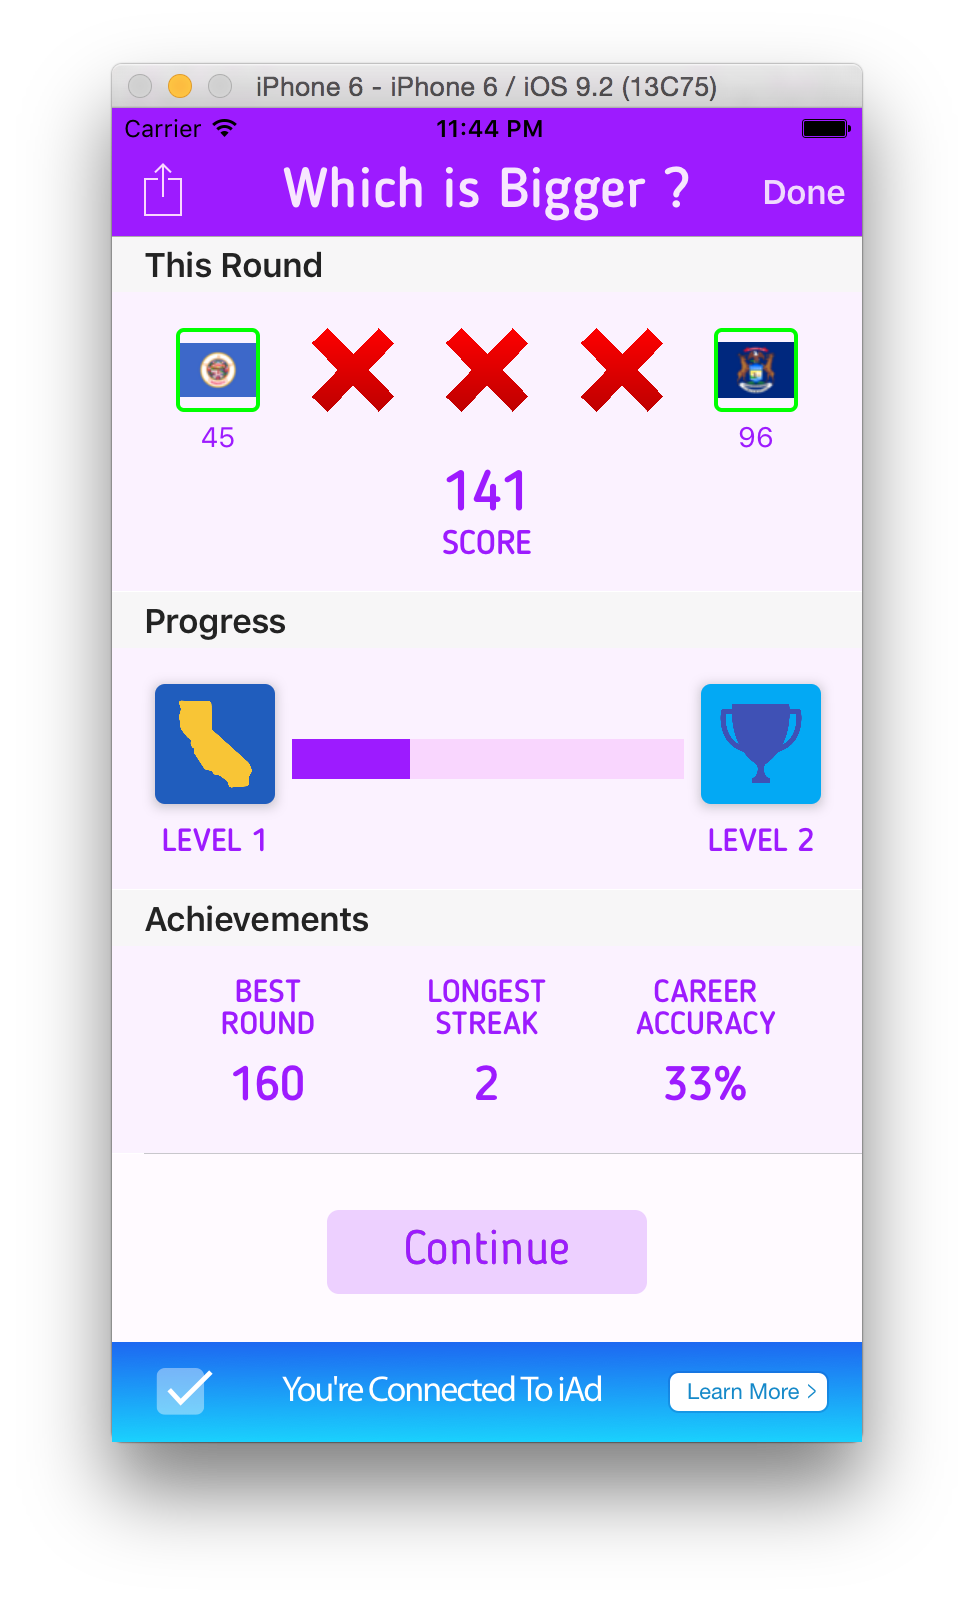 iPhone 6 - iPhone 6 / iOS 9.2 (13C75)
Carrier 11:44 PM
Which is Bigger ? Done
This Round
45 96
141
SCORE
Progress
LEVEL 1 LEVEL 2
Achievements
BEST LONGEST CAREER
ROUND STREAK ACCURACY
160 2 33%
Continue
You're Connected To iAd Learn More >